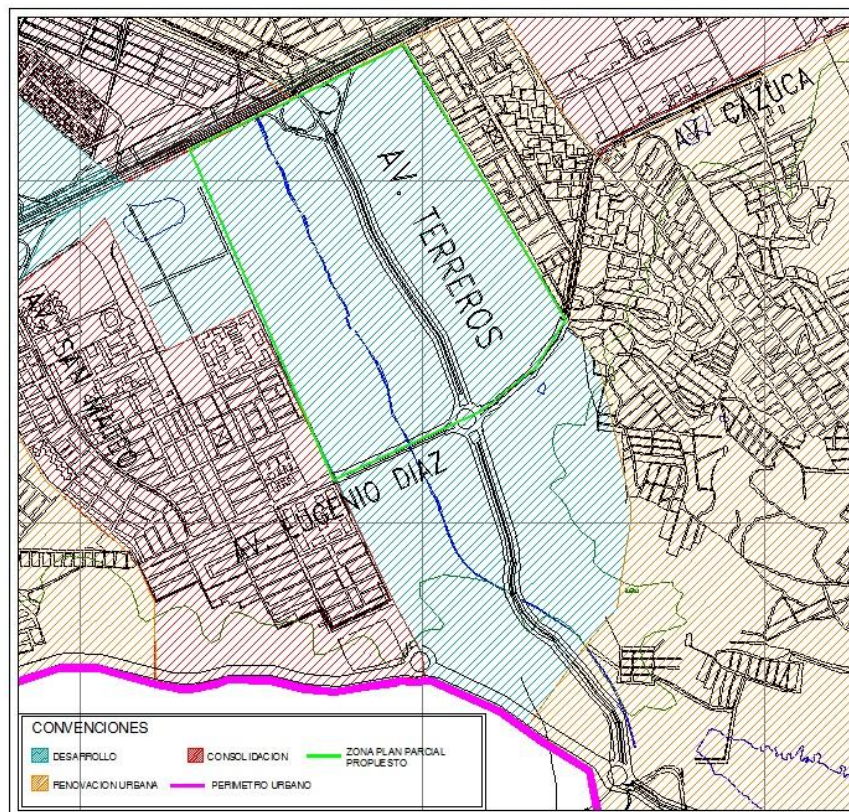 AV. CAZUCA
AV. TERREROS
AV. SAN MATEO
AV. EUGENIO DIAZ
CONVENCIONES
DESARROLLO
CONSOLIDACION
ZONA PLAN PARCIAL
PROPUESTO
RENOVACION URBANA
PERIMETRO URBANO